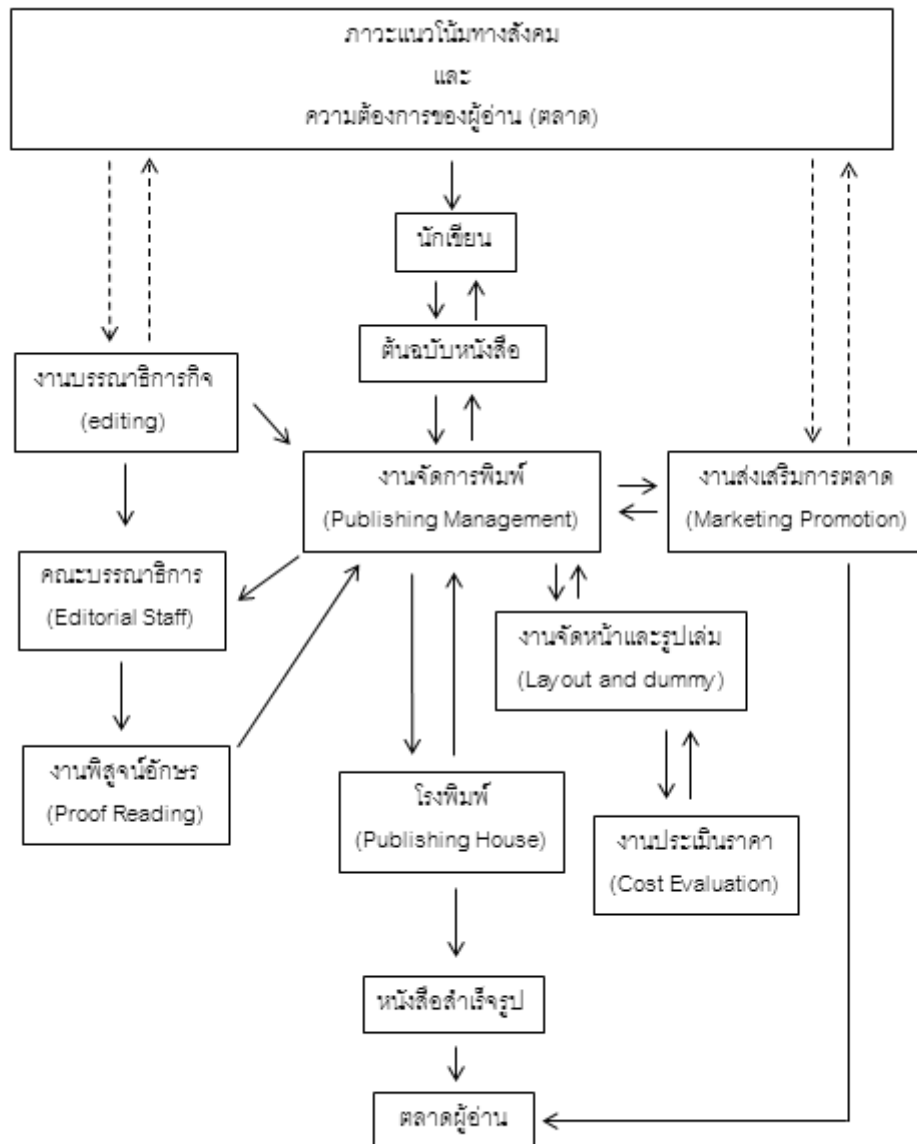 ภาวะแนวโน้มทางสังคม
และ
ความต้องการของผู้อ่าน (ตลาด)
นักเขียน
ต้นฉบับหนังสือ
งานบรรณาธิการกิจ
(editing)
งานจัดการพิมพ์
(Publishing Management)
งานส่งเสริมการตลาด
(Marketing Promotion)
คณะบรรณาธิการ
(Editorial Staff)
งานจัดหน้าและรูปเล่ม
(Layout and dummy)
งานพิสูจน์อักษร
(Proof Reading)
โรงพิมพ์
(Publishing House)
งานประเมินราคา
(Cost Evaluation)
หนังสือสำเร็จรูป
ตลาดผู้อ่าน